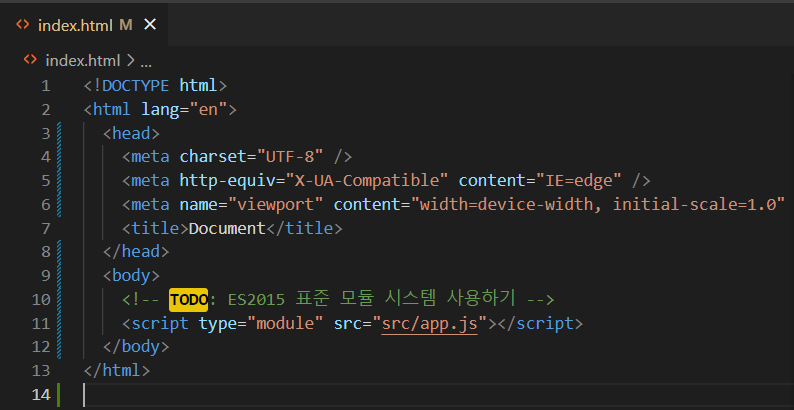 index.html M ×
index.html > ...
1 <!DOCTYPE html>
2 <html lang="en">
3 <head>
4 <meta charset="UTF-8" />
5 <meta http-equiv="X-UA-Compatible" content="IE=edge" />
6 <meta name="viewport" content="width=device-width, initial-scale=1.0"
7 <title>Document</title>
8 </head>
9 <body>
10 <!-- TODO: ES2015 표준 모듈 시스템 사용하기 -->
11 <script type="module" src="src/app.js"></script>
12 </body>
13 </html>
14